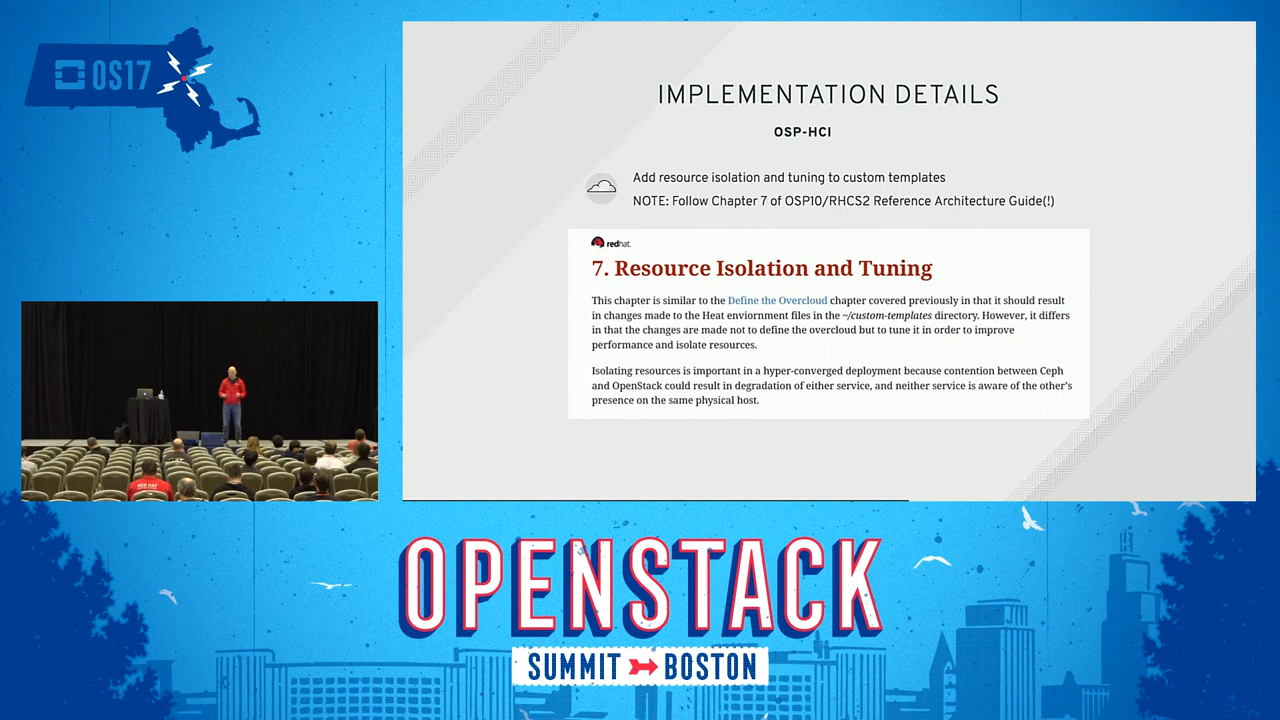 OS17
IMPLEMENTATION DETAILS
OSP-HCI
Add resource isolation and tuning to custom templates
NOTE: Follow Chapter 7 of OSP10/RHCS2 Reference Architecture Guide(!)
redhat.
7. Resource Isolation and Tuning
This chapter is similar to the Define the Overcloud chapter covered previously in that it should result
in changes made to the Heat enviornment files in the ~/custom-templates directory. However, it differs
in that the changes are made not to define the overcloud but to tune it in order to improve
performance and isolate resources.
Isolating resources is important in a hyper-converged deployment because contention between Ceph
and OpenStack could result in degradation of either service, and neither service is aware of the other's
presence on the same physical host.
RED HAT
OPENSTACK
SUMMIT BOSTON